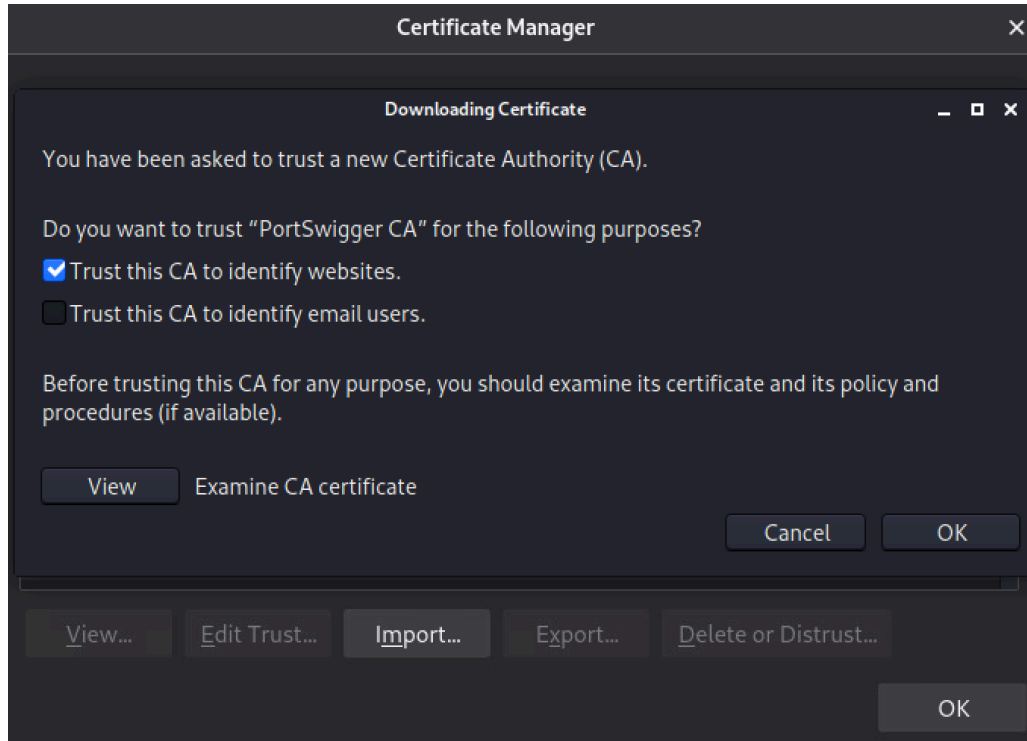 Certificate Manager
Downloading Certificate
You have been asked to trust a new Certificate Authority (CA).
Do you want to trust “PortSwigger CA” for the following purposes?
Trust this CA to identify websites.
Trust this CA to identify email users.
Before trusting this CA for any purpose, you should examine its certificate and its policy and
procedures (if available).
View Examine CA certificate
Cancel OK
View... Edit Trust... Import... Export... Delete or Distrust...
OK